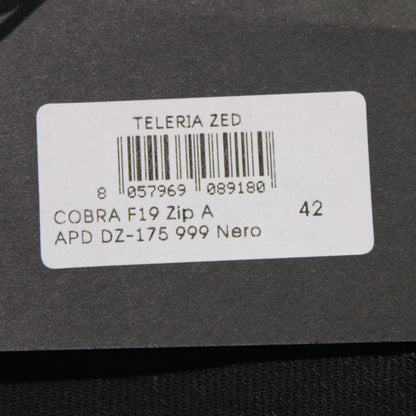 TELERIA ZED
8 057969 089180
COBRA F19 Zip A 42
APD DZ-175 999 Nero